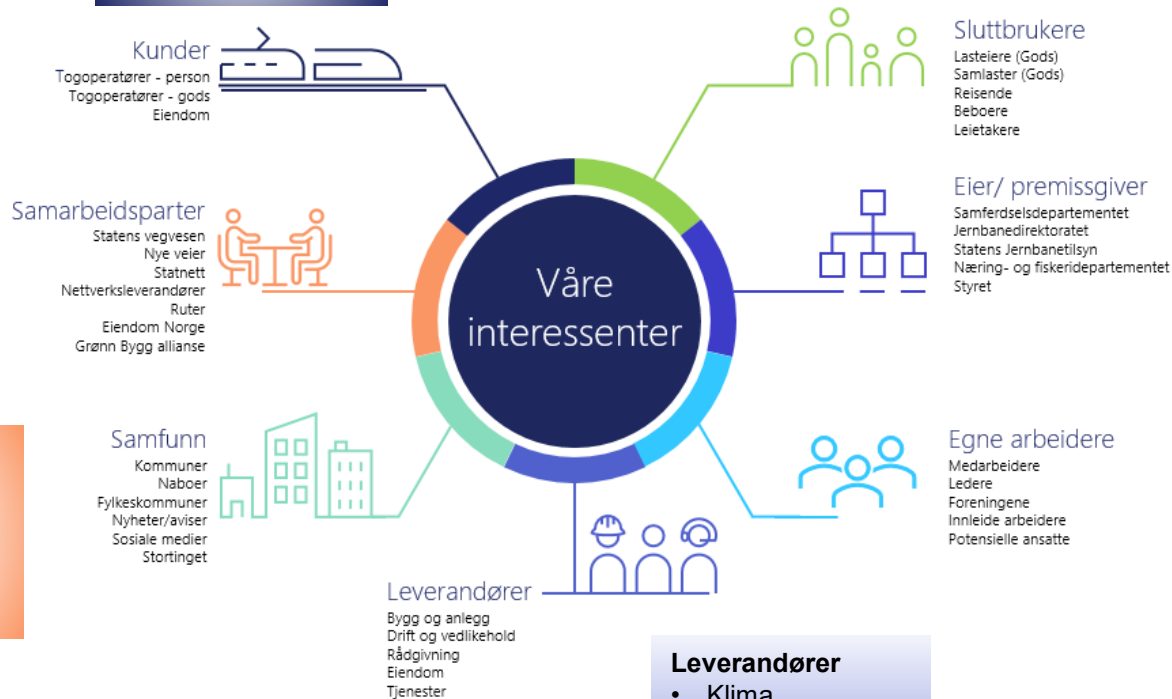 Kunder
Togoperatører - person
Togoperatører - gods
Eiendom
Sluttbrukere
Lasteiere (Gods)
Samlaster (Gods)
Reisende
Beboere
Leietakere
Samarbeidsparter
Statens vegvesen
Nye veier
Statnett
Nettverksleverandører
Ruter
Eiendom Norge
Grønn Bygg allianse
Våre
interessenter
Eier/ premissgiver
Samferdselsdepartementet
Jernbanedirektoratet
Statens Jernbanetilsyn
Næring- og fiskeridepartementet
Styret
Samfunn
Kommuner
Naboer
Fylkeskommuner
Nyheter/aviser
Sosiale medier
Stortinget
Egne arbeidere
Medarbeidere
Ledere
Foreningene
Innleide arbeidere
Potensielle ansatte
Leverandører
Bygg og anlegg
Drift og vedlikehold
Rådgivning
Eiendom
Tjenester
Leverandører
• Klima